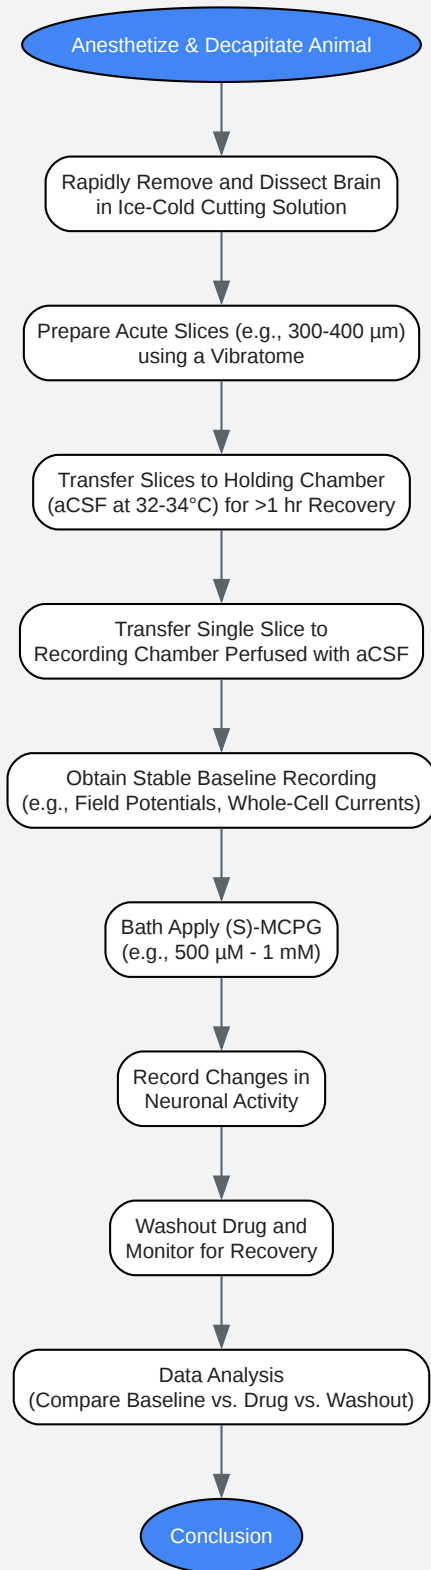 Anesthetize & Decapitate Animal
Rapidly Remove and Dissect Brain
in Ice-Cold Cutting Solution
Prepare Acute Slices (e.g., 300-400 µm)
using a Vibratome
Transfer Slices to Holding Chamber
(aCSF at 32-34°C) for >1 hr Recovery
Transfer Single Slice to
Recording Chamber Perfused with aCSF
Obtain Stable Baseline Recording
(e.g., Field Potentials, Whole-Cell Currents)
Bath Apply (S)-MCPG
(e.g., 500 µM - 1 mM)
Record Changes in
Neuronal Activity
Washout Drug and
Monitor for Recovery
Data Analysis
(Compare Baseline vs. Drug vs. Washout)
Conclusion